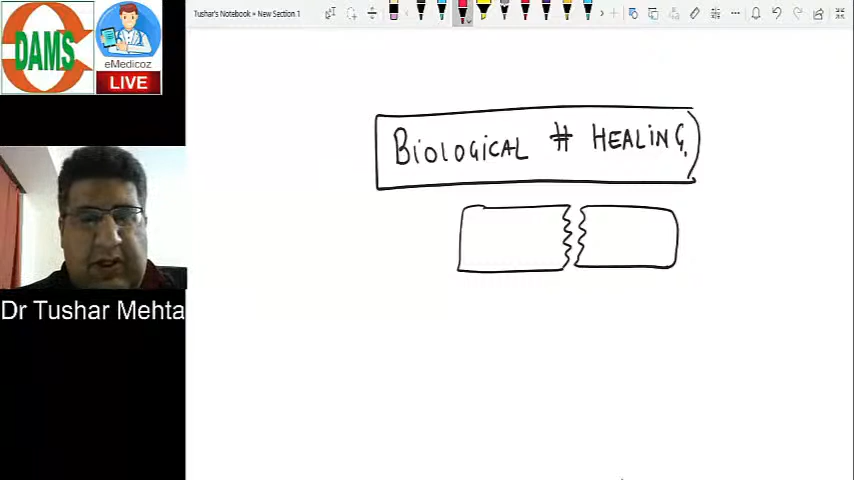 DAMS
eMedicoz
LIVE
Dr Tushar Mehta
Tushar's Notebook » New Section 1
BIOLOGICAL # HEALING